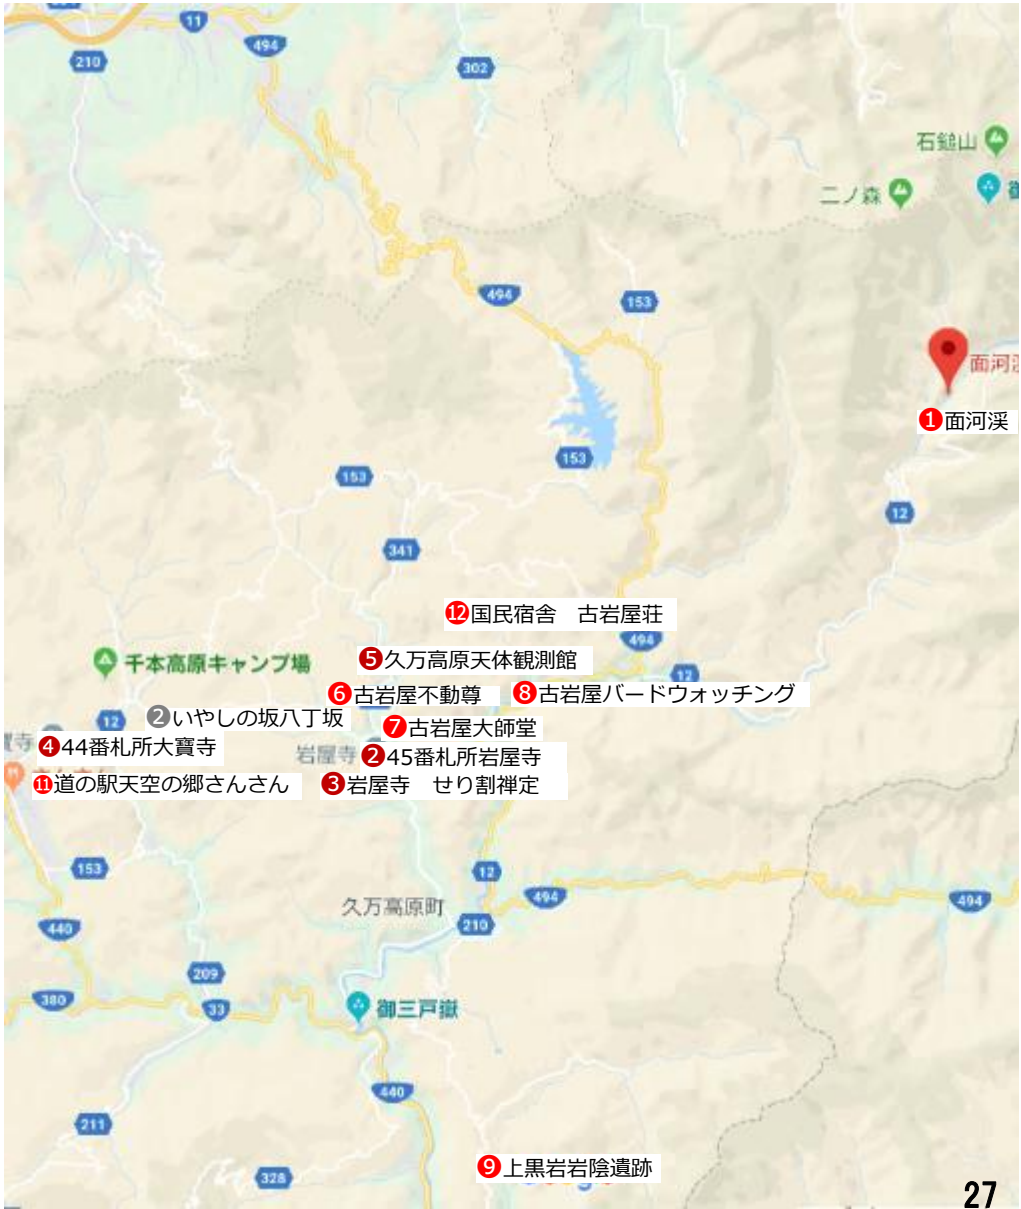 11
494
210
302
石鎚山
二ノ森
494
153
面河
❶面河渓
153
153
12
341
⓬国民宿舎 古岩屋荘
494
❺久万高原天体観測館
千本高原キャンプ場
12
❻古岩屋不動尊
❽古岩屋バードウォッチング
12
❷いやしの坂八丁坂
❼古岩屋大師堂
寳寺
❹44番札所大寶寺
岩屋寺
❷45番札所岩屋寺
⓫道の駅天空の郷さんさん
❸岩屋寺 せり割禅定
153
12
494
494
久万高原町
440
210
209
380
33
御三戸嶽
440
211
❾上黒岩岩陰遺跡
328
27